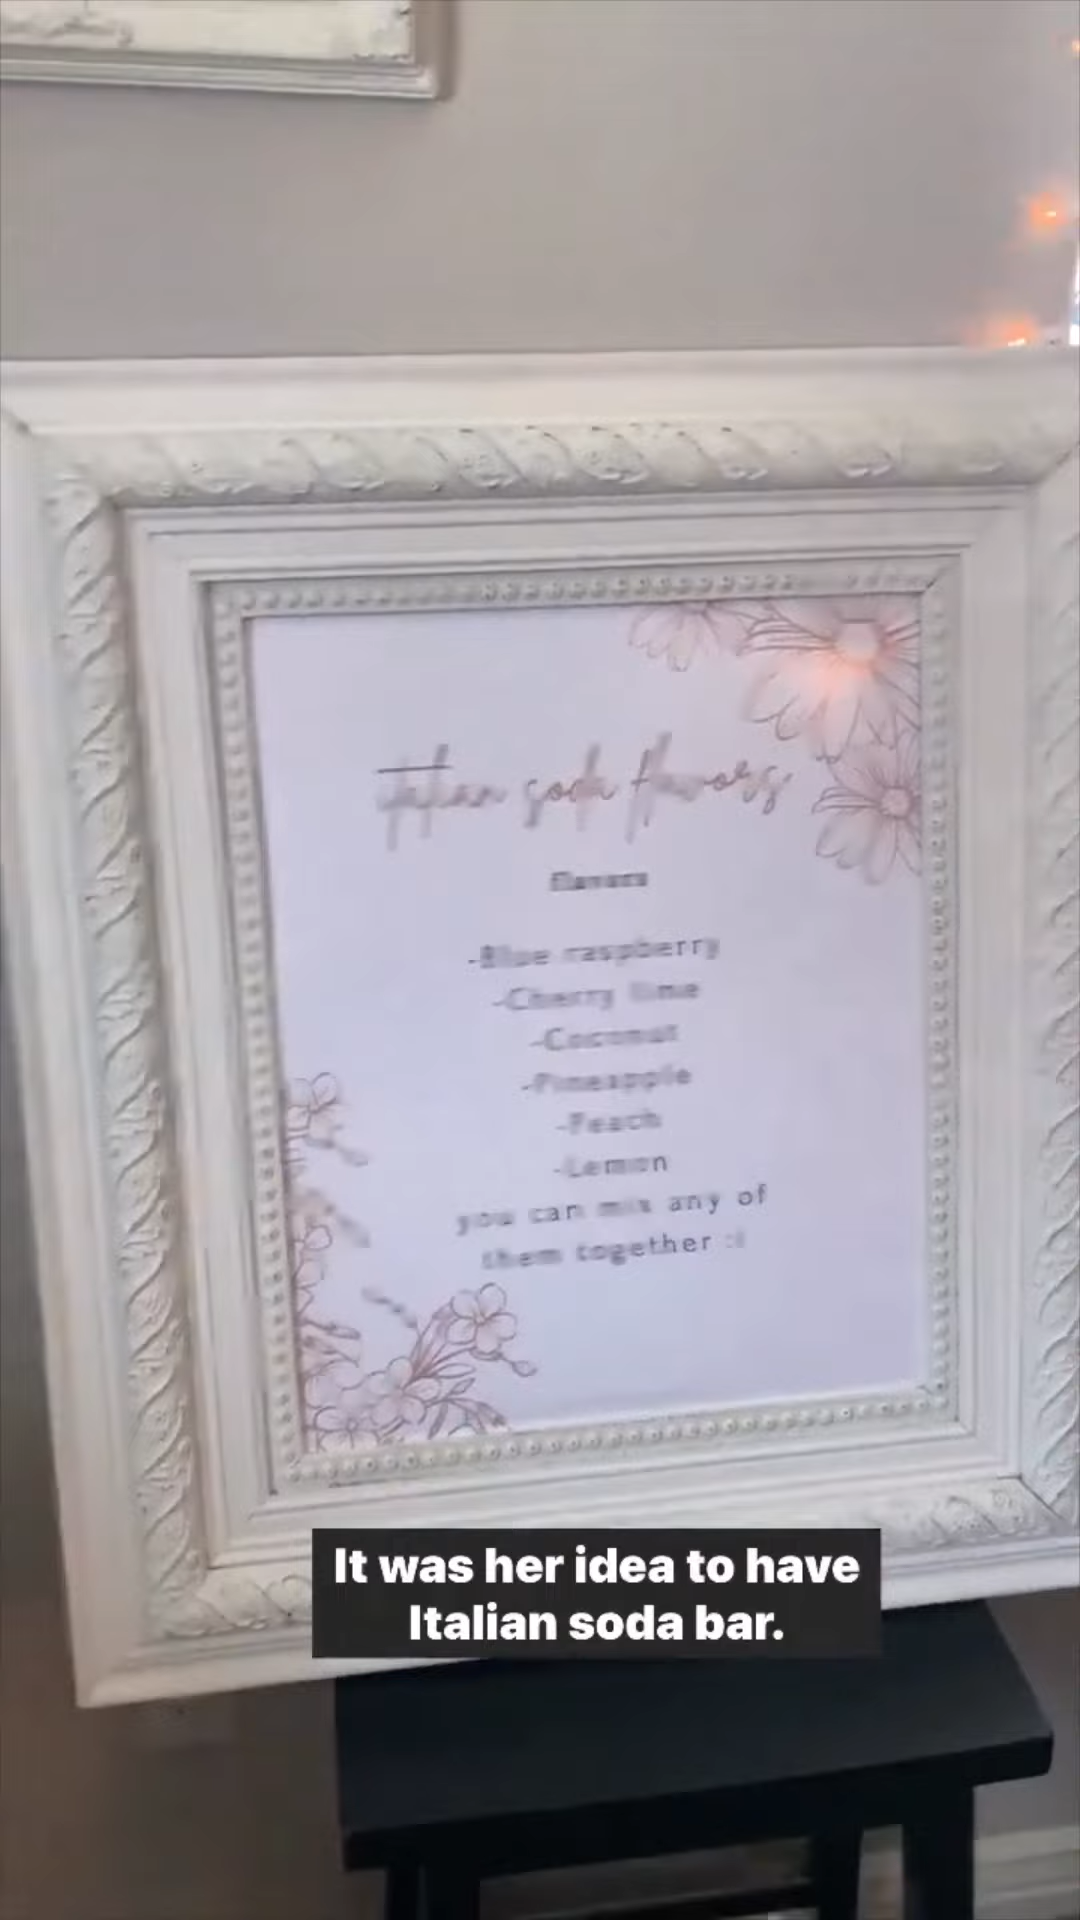 italian soda flavors
flavors
-Blue raspberry
-Cherry lime
-Coconut
-Pineapple
-Peach
-Lemon
you can mix any of
them together :)
It was her idea to have
Italian soda bar.